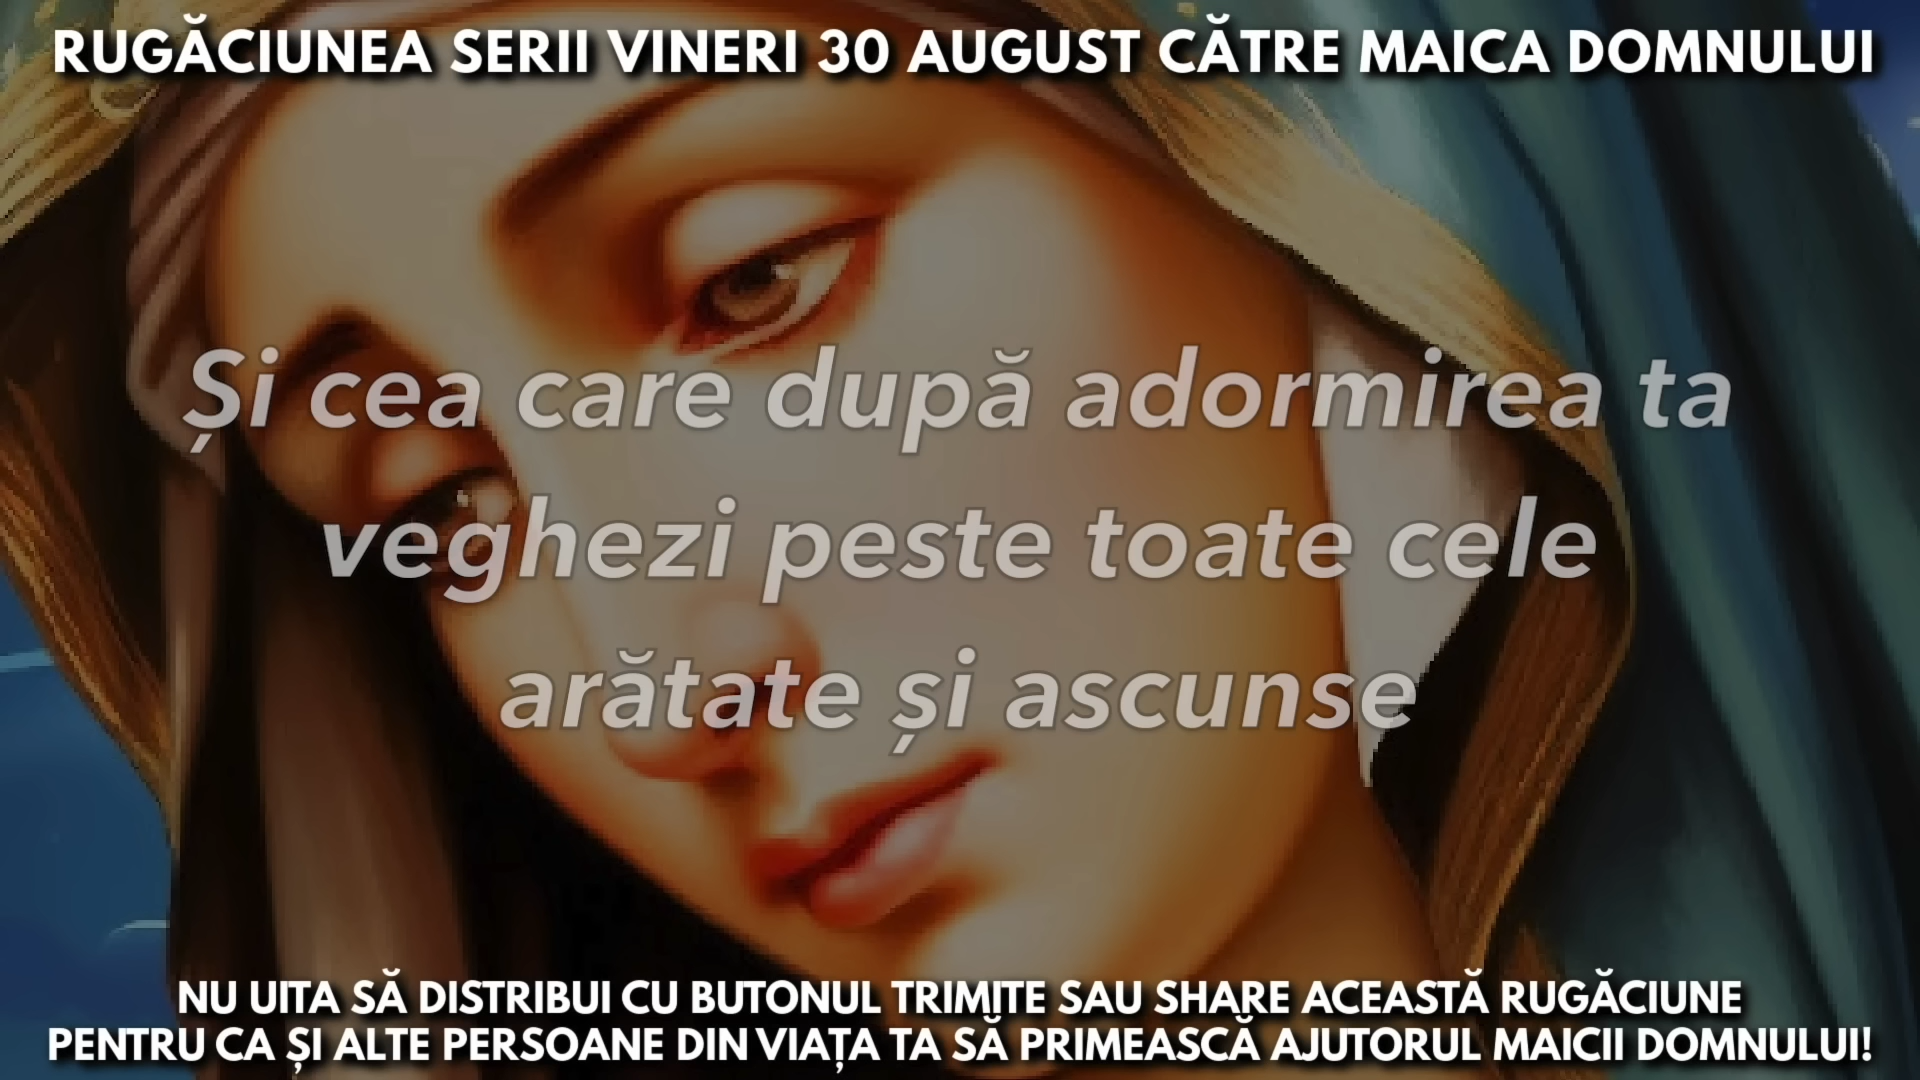 RUGĂCIUNEA SERII VINERI 30 AUGUST CĂTRE MAICA DOMNULUI
Și cea care după adormirea ta
veghezi peste toate cele
arătate și ascunse
NU UITA SĂ DISTRIBUI CU BUTONUL TRIMITE SAU SHARE ACEASTĂ RUGĂCIUNE
PENTRU CA ȘI ALTE PERSOANE DIN VIAȚA TA SĂ PRIMEASCĂ AJUTORUL MAICII DOMNULUI!